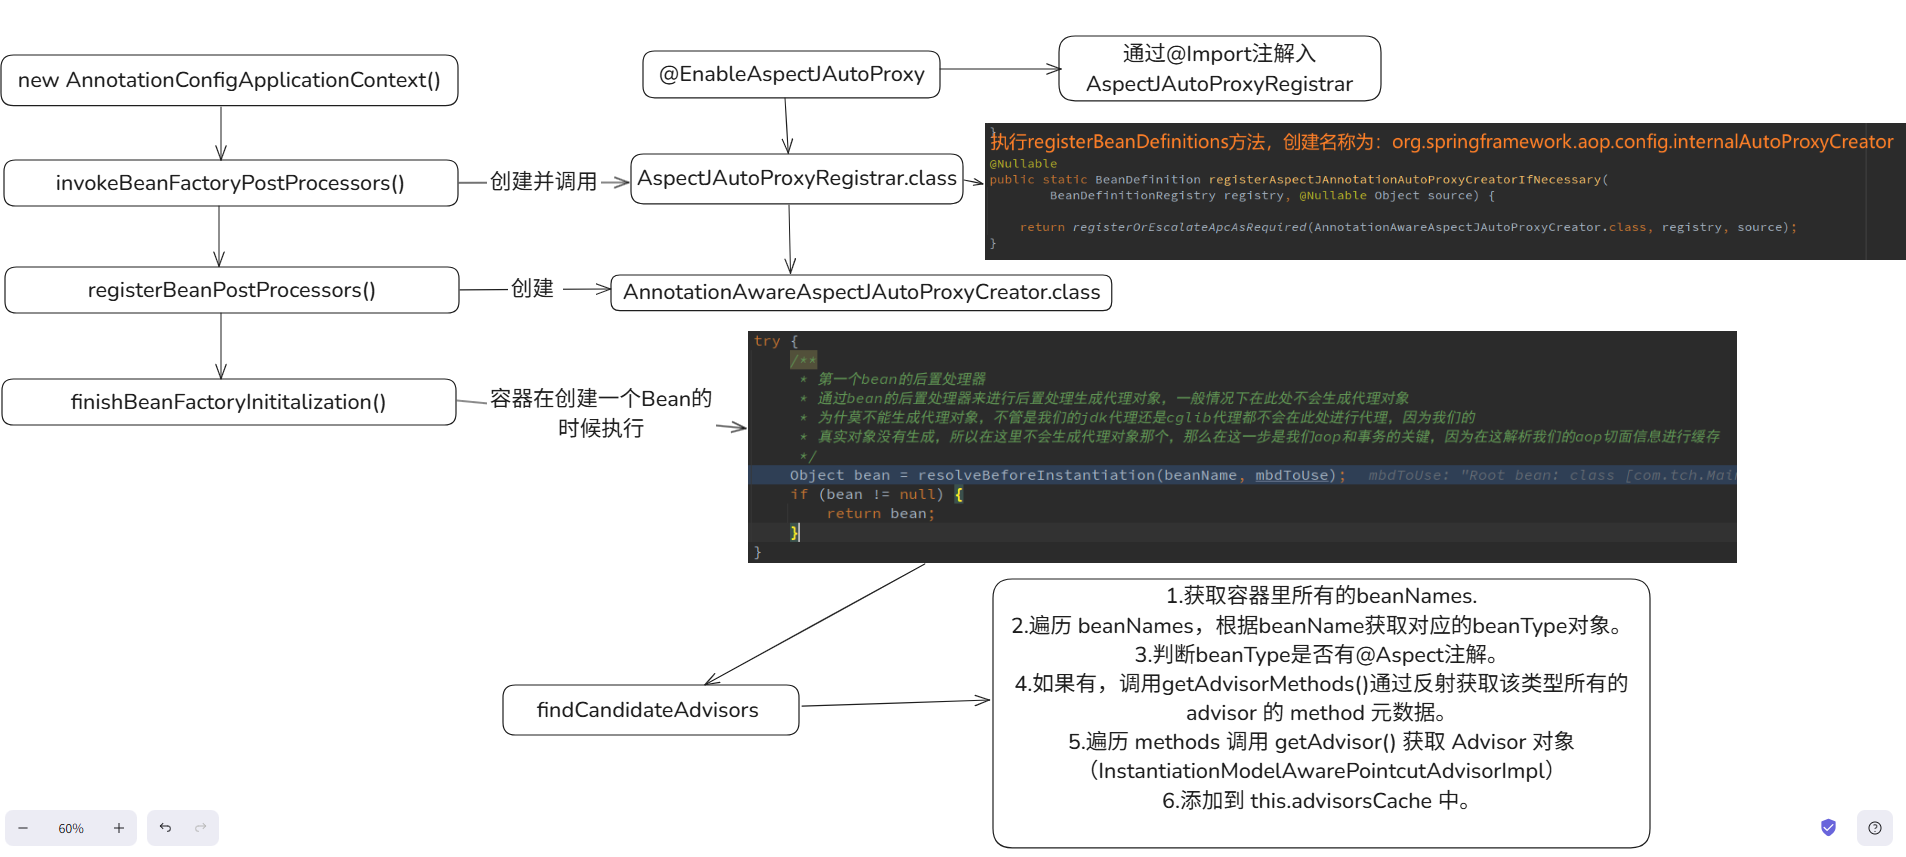 new AnnotationConfigApplicationContext()
@EnableAspectJAutoProxy
通过@Import注解入
AspectJAutoProxyRegistrar
invokeBeanFactoryPostProcessors()
创建并调用
AspectJAutoProxyRegistrar.class
}
执行registerBeanDefinitions方法，创建名称为：org.springframework.aop.config.internalAutoProxyCreator
@Nullable
public static BeanDefinition registerAspectJAnnotationAutoProxyCreatorIfNecessary(
BeanDefinitionRegistry registry, @Nullable Object source) {
return registerOrEscalateApcAsRequired(AnnotationAwareAspectJAutoProxyCreator.class, registry, source);
}
registerBeanPostProcessors()
创建
AnnotationAwareAspectJAutoProxyCreator.class
finishBeanFactoryInititalization()
容器在创建一个Bean的
时候执行
try {
/**
* 第一个bean的后置处理器
* 通过bean的后置处理器来进行后置处理生成代理对象，一般情况下在此处不会生成代理对象
* 为什莫不能生成代理对象，不管是我们的jdk代理还是cglib代理都不会在此处进行代理，因为我们的
* 真实对象没有生成，所以在这里不会生成代理对象那个，那么在这一步是我们aop和事务的关键，因为在这解析我们的aop切面信息进行缓存
*/
Object bean = resolveBeforeInstantiation(beanName, mbdToUse); mbdToUse: "Root bean: class [com.tch.Main
if (bean != null) {
return bean;
}
}
findCandidateAdvisors
1.获取容器里所有的beanNames.
2.遍历 beanNames，根据beanName获取对应的beanType对象。
3.判断beanType是否有@Aspect注解。
4.如果有，调用getAdvisorMethods()通过反射获取该类型所有的
advisor 的 method 元数据。
5.遍历 methods 调用 getAdvisor() 获取 Advisor 对象
（InstantiationModelAwarePointcutAdvisorImpl）
6.添加到 this.advisorsCache 中。
60%